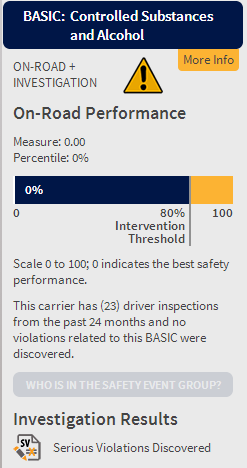 BASIC: Controlled Substances
and Alcohol
More Info
ON-ROAD +
INVESTIGATION
On-Road Performance
Measure: 0.00
Percentile: 0%
0%
0 80% 100
Intervention
Threshold
Scale 0 to 100; 0 indicates the best safety
performance.
This carrier has (23) driver inspections
from the past 24 months and no
violations related to this BASIC were
discovered.
WHO IS IN THE SAFETY EVENT GROUP?
Investigation Results
SV
Serious Violations Discovered